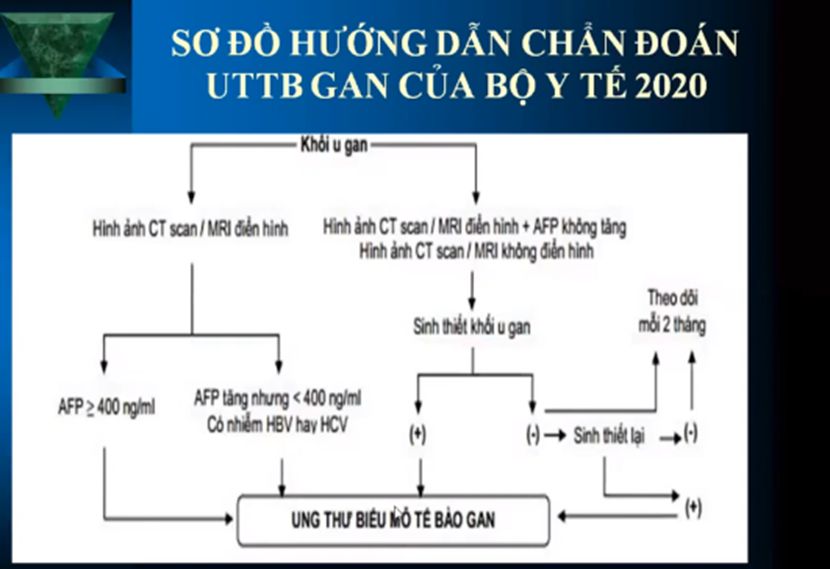 SƠ ĐỒ HƯỚNG DẪN CHẨN ĐOÁN
UTTB GAN CỦA BỘ Y TẾ 2020
Khối u gan
Hình ảnh CT scan / MRI điển hình
Hình ảnh CT scan / MRI điển hình + AFP không tăng
Hình ảnh CT scan / MRI không điển hình
Theo dõi
mỗi 2 tháng
Sinh thiết khối u gan
AFP ≥ 400 ng/ml
AFP tăng nhưng < 400 ng/ml
Có nhiễm HBV hay HCV
(+)
(-)
Sinh thiết lại
(-)
(+)
UNG THƯ BIỂU MÔ TẾ BÀO GAN